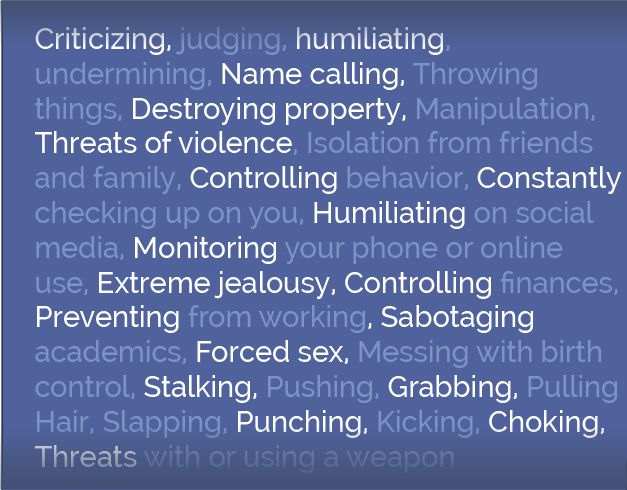 Criticizing, judging, humiliating,
undermining, Name calling, Throwing
things, Destroying property, Manipulation,
Threats of violence, Isolation from friends
and family, Controlling behavior, Constantly
checking up on you, Humiliating on social
media, Monitoring your phone or online
use, Extreme jealousy, Controlling finances,
Preventing from working, Sabotaging
academics, Forced sex, Messing with birth
control, Stalking, Pushing, Grabbing, Pulling
Hair, Slapping, Punching, Kicking, Choking,
Threats with or using a weapon